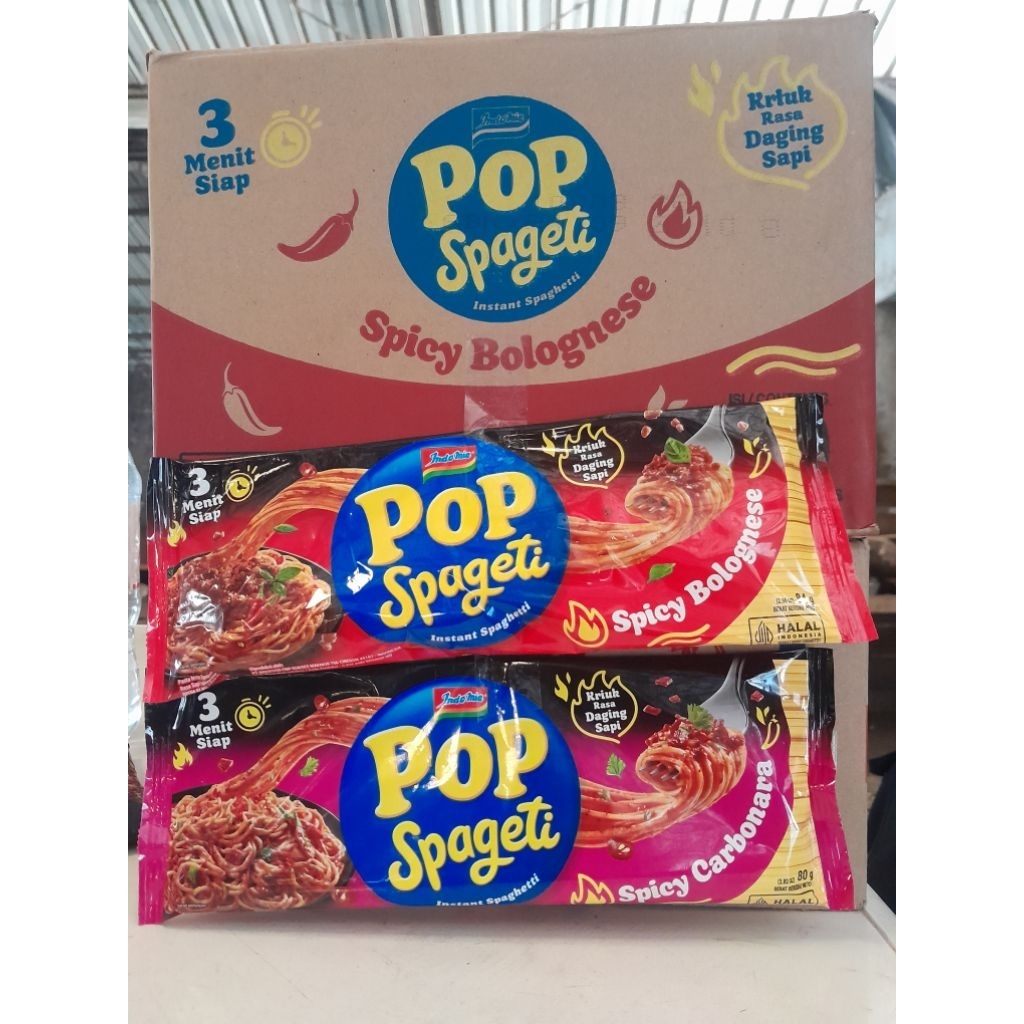 3
Menit
Siap
Indomie
POP
Spageti
Instant Spaghetti
Kriuk
Rasa
Daging
Sapi
Spicy Bolognese
3
Menit
Siap
Indomie
POP
Spageti
Instant Spaghetti
Kriuk
Rasa
Daging
Sapi
Spicy Bolognese
HALAL
INDONESIA
3
Menit
Siap
Indomie
POP
Spageti
Instant Spaghetti
Kriuk
Rasa
Daging
Sapi
Spicy Carbonara
80 g
HALAL